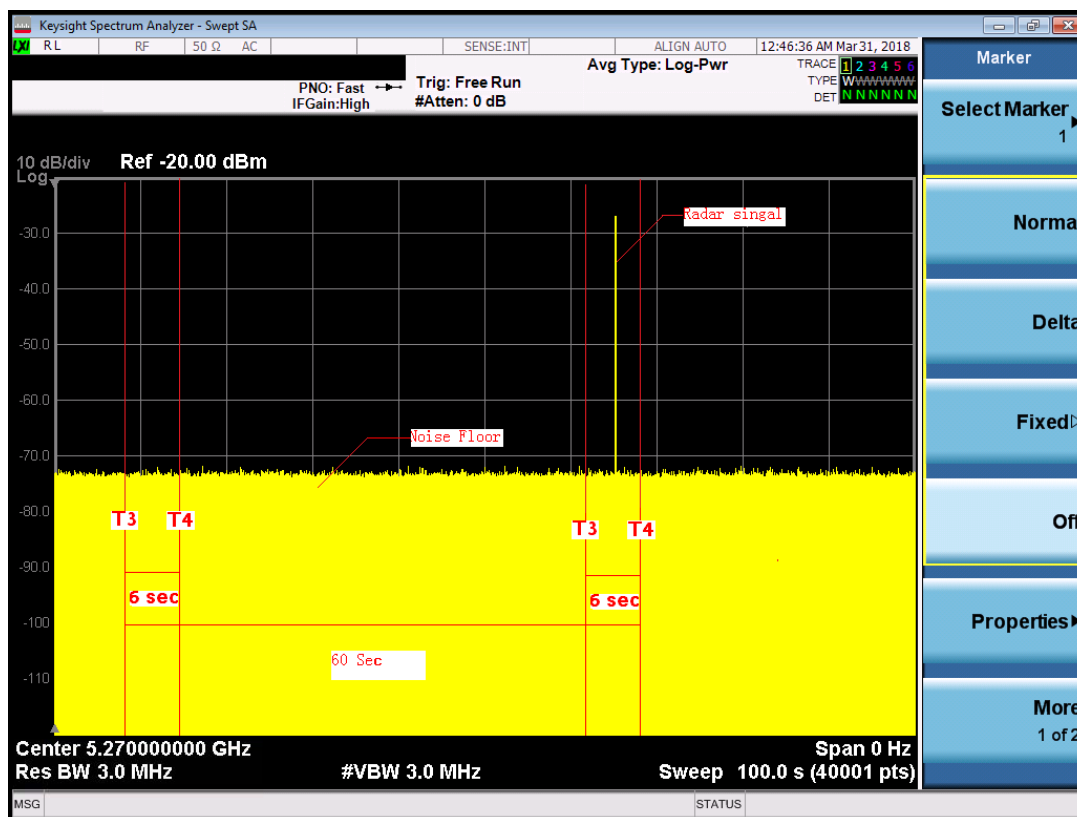 Keysight Spectrum Analyzer - Swept SA
LXI RL RF 50 Ω AC SENSE:INT ALIGN AUTO 12:46:36 AM Mar 31, 2018
PNO: Fast
IFGain:High
Trig: Free Run
#Atten: 0 dB
Avg Type: Log-Pwr
TRACE 1 2 3 4 5 6
TYPE WWWWWW
DET N N N N N N
10 dB/div
Log
Ref -20.00 dBm
Radar singal
-30.0
-40.0
-50.0
-60.0
Noise Floor
-70.0
-80.0
T3 T4 T3 T4
-90.0
6 sec 6 sec
-100
60 Sec
-110
Center 5.270000000 GHz Span 0 Hz
Res BW 3.0 MHz #VBW 3.0 MHz Sweep 100.0 s (40001 pts)
MSG STATUS
Marker
Select Marker
1
Norma
Delta
Fixed
Off
Properties
More
1 of 2